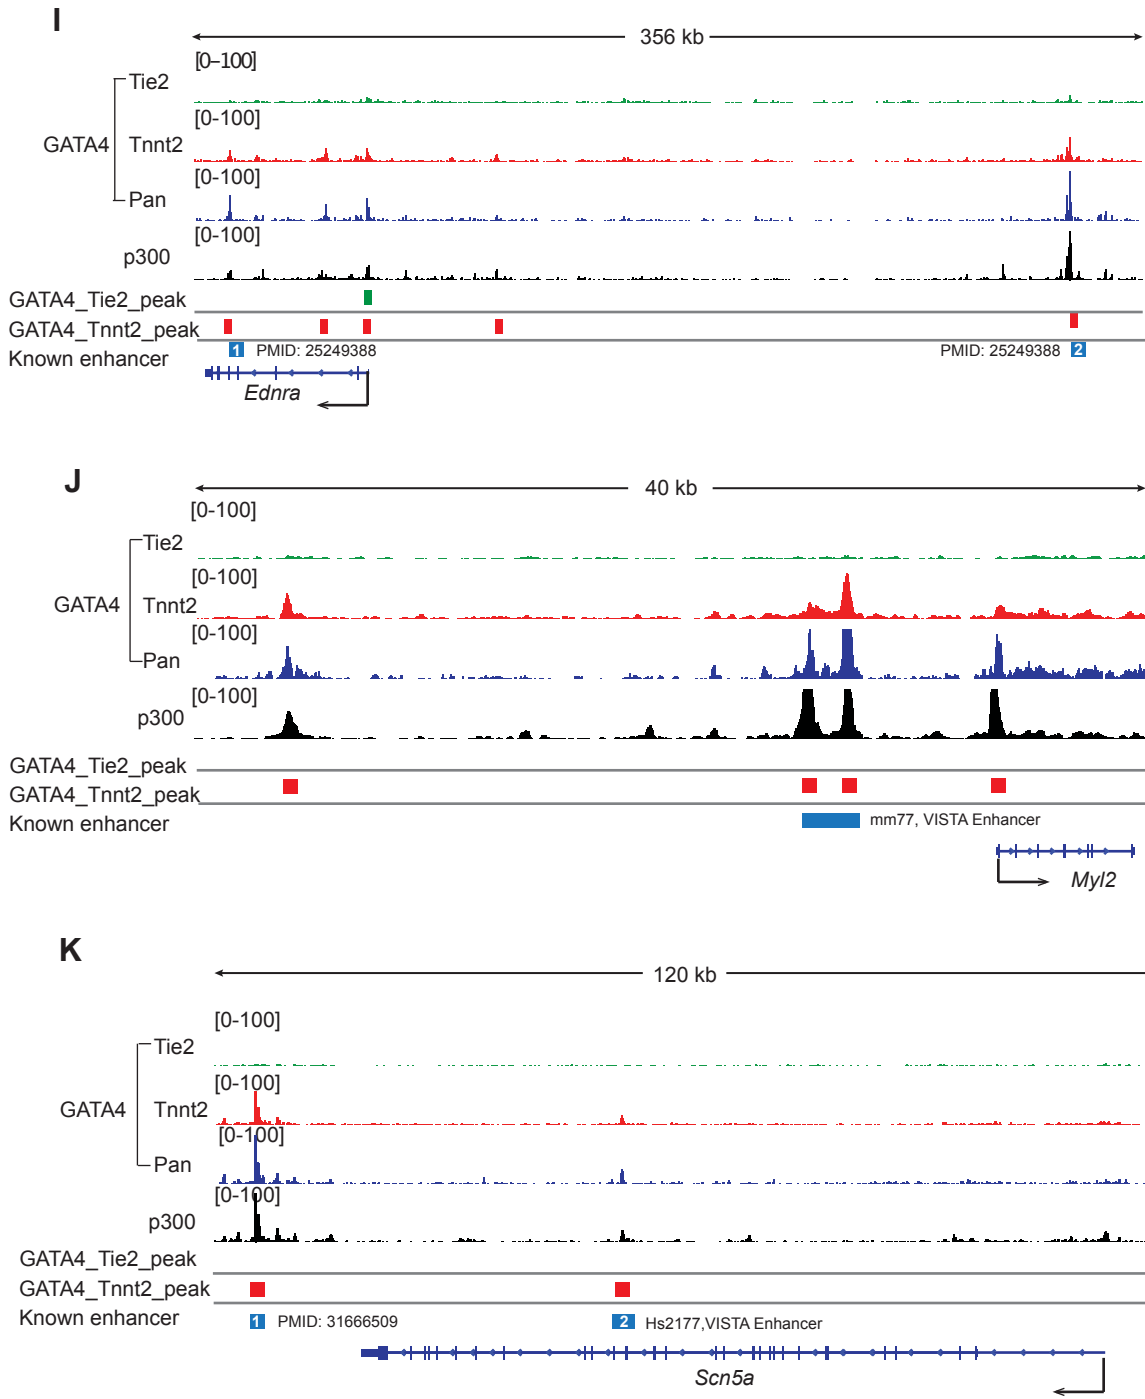 I
356 kb
[0-100]
Tie2
[0-100]
GATA4
Tnnt2
[0-100]
Pan
[0-100]
p300
GATA4_Tie2_peak
GATA4_Tnnt2_peak
Known enhancer
1 PMID: 25249388
PMID: 25249388 2
Ednra
J
40 kb
[0-100]
Tie2
[0-100]
GATA4
Tnnt2
[0-100]
Pan
[0-100]
p300
GATA4_Tie2_peak
GATA4_Tnnt2_peak
Known enhancer
mm77, VISTA Enhancer
Myl2
K
120 kb
[0-100]
Tie2
[0-100]
GATA4
Tnnt2
[0-100]
Pan
[0-100]
p300
GATA4_Tie2_peak
GATA4_Tnnt2_peak
Known enhancer
1 PMID: 31666509
2 Hs2177,VISTA Enhancer
Scn5a